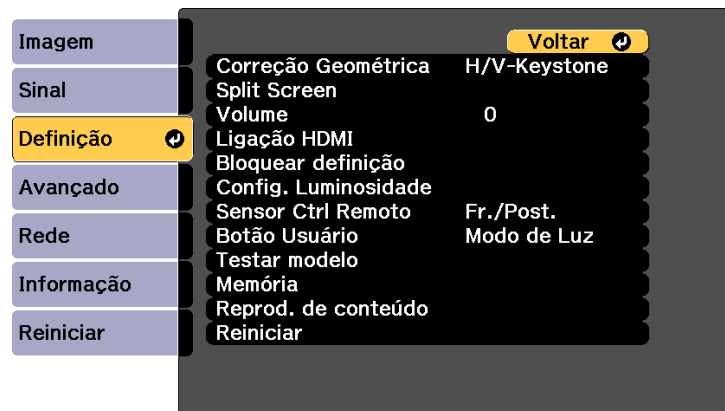 Imagem
Sinal
Definição
Avançado
Rede
Informação
Reiniciar
Voltar
Correção Geométrica H/V-Keystone
Split Screen
Volume 0
Ligação HDMI
Bloquear definição
Config. Luminosidade
Sensor Ctrl Remoto Fr./Post.
Botão Usuário Modo de Luz
Testar modelo
Memória
Reprod. de conteúdo
Reiniciar